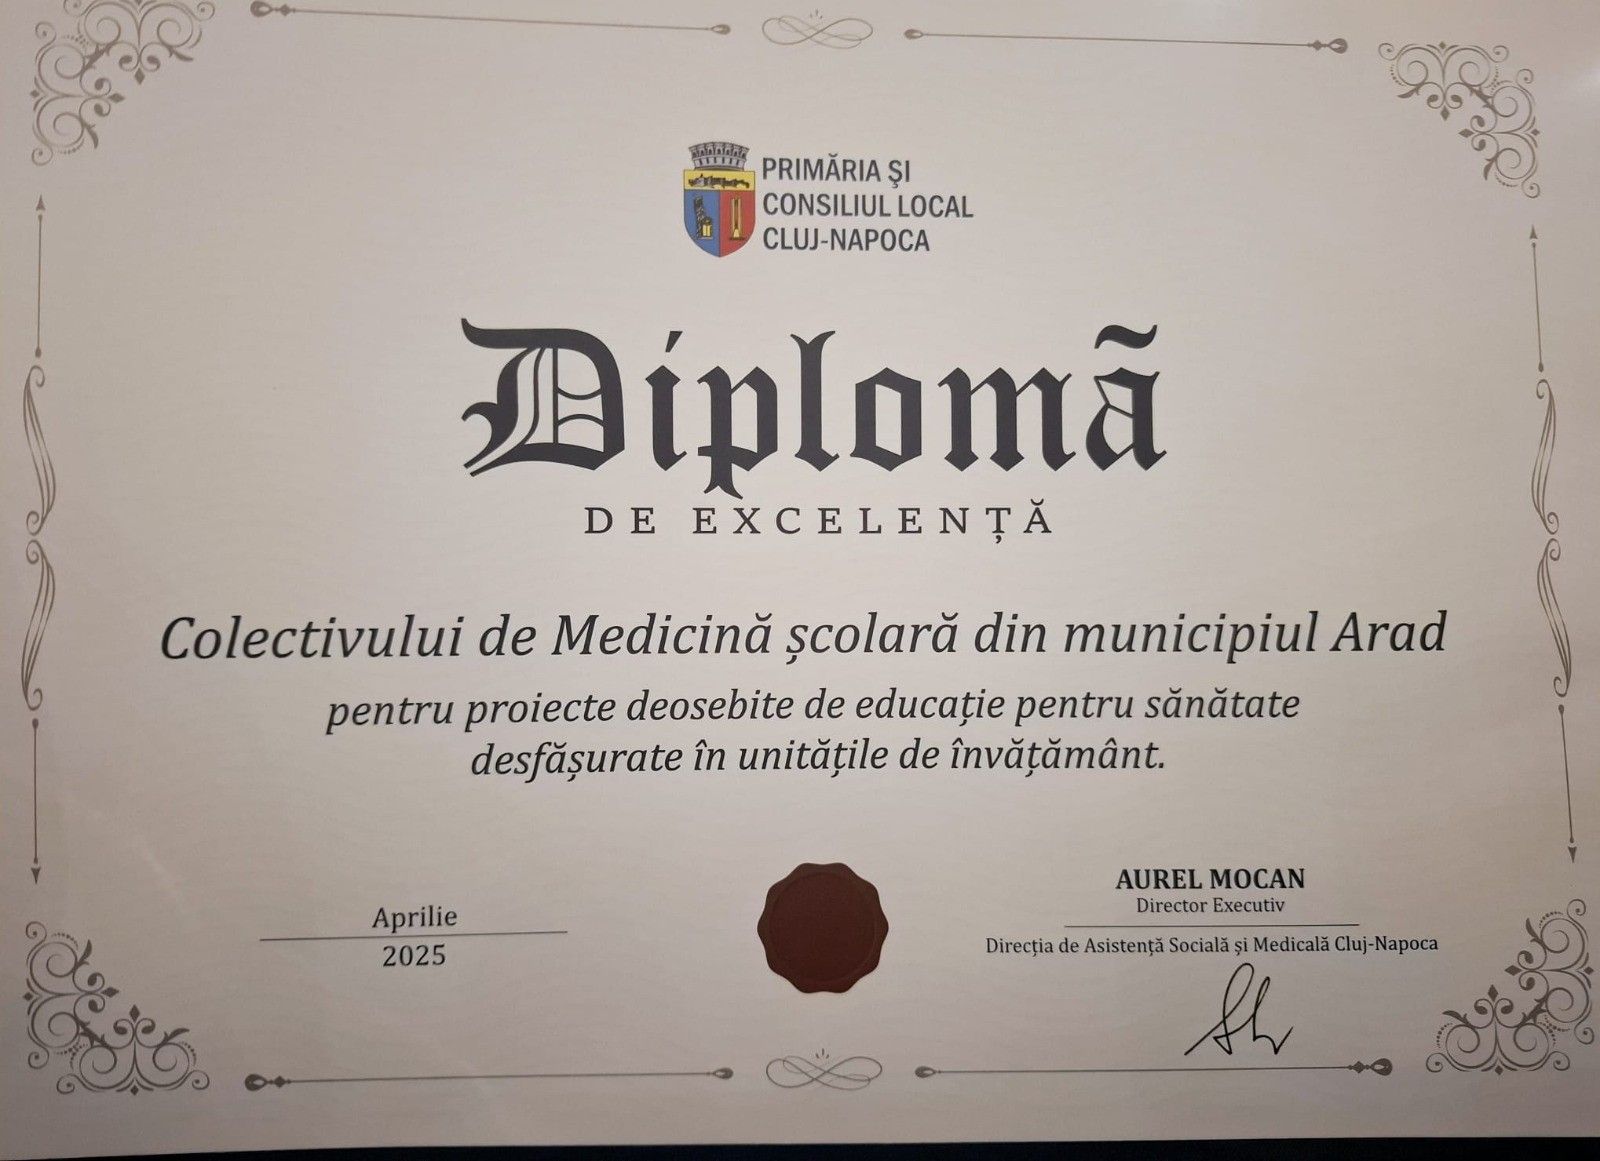 PRIMĂRIA ŞI
CONSILIUL LOCAL
CLUJ-NAPOCA
Diplomă
DE EXCELENȚĂ
Colectivului de Medicină școlară din municipiul Arad
pentru proiecte deosebite de educație pentru sănătate
desfășurate în unitățile de învățământ.
Aprilie
2025
AUREL MOCAN
Director Executiv
Direcția de Asistență Socială și Medicală Cluj-Napoca